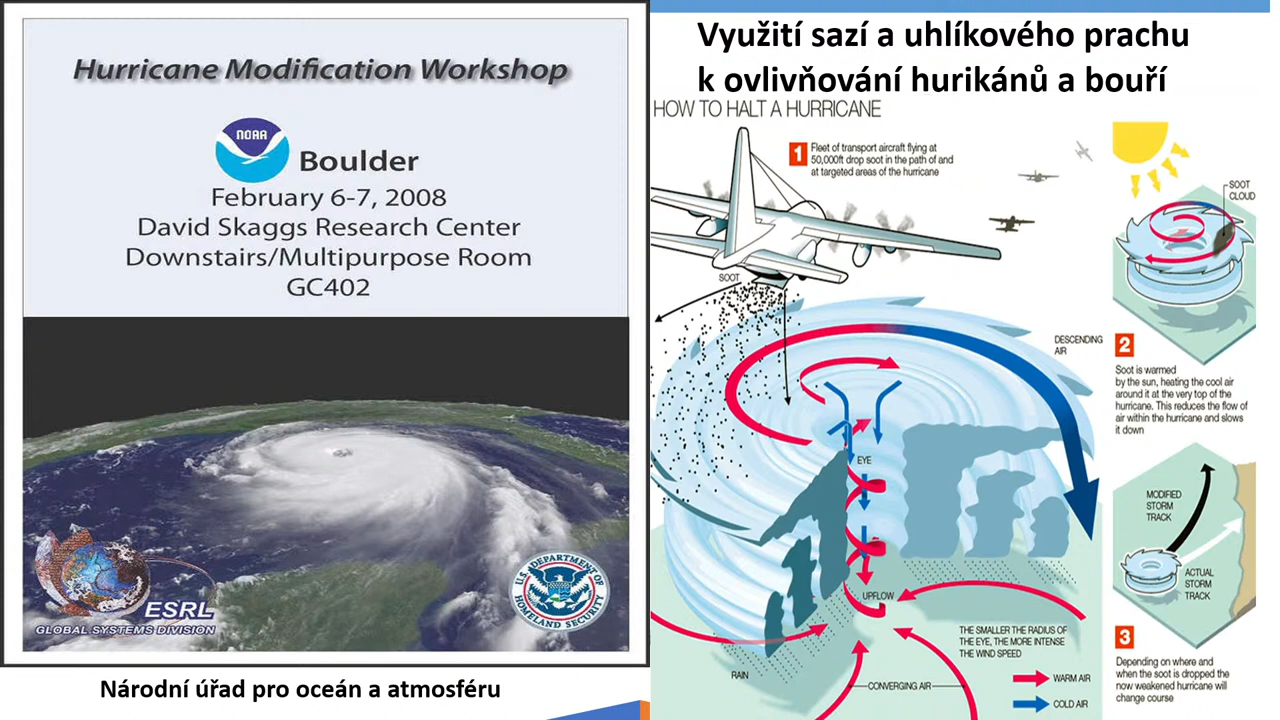 Hurricane Modification Workshop
NOAA
Boulder
February 6-7, 2008
David Skaggs Research Center
Downstairs/Multipurpose Room
GC402
ESRL
GLOBAL SYSTEMS DIVISION
U.S. DEPARTMENT OF
HOMELAND SECURITY
Národní úřad pro oceán a atmosféru
Využití sazí a uhlíkového prachu
k ovlivňování hurikánů a bouří
HOW TO HALT A HURRICANE
1
Fleet of transport aircraft flying at
50,000ft drop soot in the path of and
at targeted areas of the hurricane
SOOT
SOOT
CLOUD
DESCENDING
AIR
2
Soot is warmed
by the sun, heating the cool air
around it at the very top of the
hurricane. This reduces the flow of
air within the hurricane and slows
it down
EYE
UPFLOW
MODIFIED
STORM
TRACK
ACTUAL
STORM
TRACK
THE SMALLER THE RADIUS OF
THE EYE, THE MORE INTENSE
THE WIND SPEED
RAIN
CONVERGING AIR
WARM AIR
COLD AIR
3
Depending on where and
when the soot is dropped the
now weakened hurricane will
change course